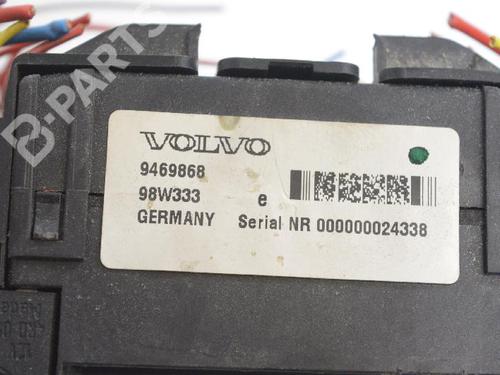 B-PARTS
VOLVO
9469868
98W333 e
GERMANY Serial NR 000000024338